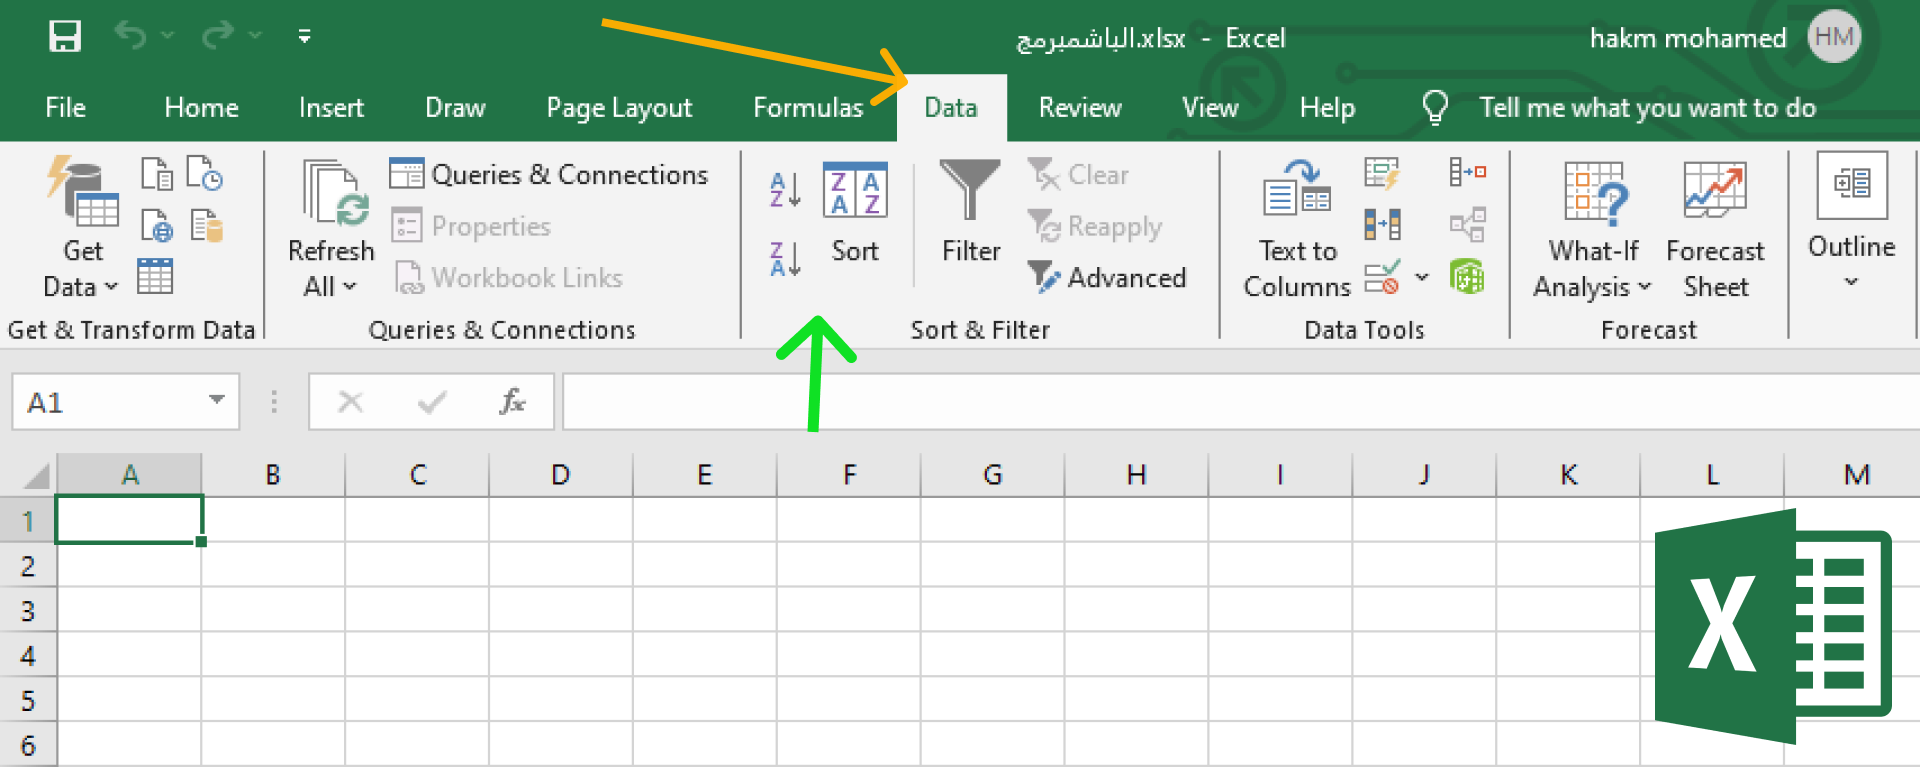 الباشمبرمج.xlsx - Excel
hakm mohamed HM
File Home Insert Draw Page Layout Formulas Data Review View Help Tell me what you want to do
Get Data
Refresh All
Queries & Connections
Properties
Workbook Links
A Z
Z A
Z A A Z
Sort
Filter
Clear
Reapply
Advanced
Text to Columns
What-If Analysis
Forecast Sheet
Outline
Get & Transform Data Queries & Connections Sort & Filter Data Tools Forecast
A1 fx
A B C D E F G H I J K L M
1
2
3
4
5
6
X